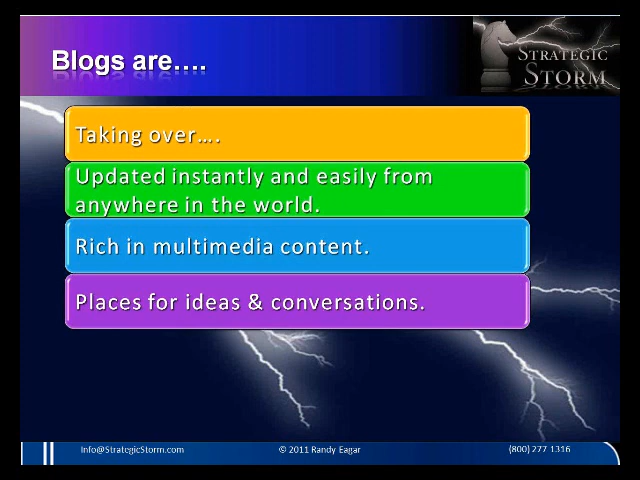 Blogs are....
STRATEGIC
STORM
Taking over....
Updated instantly and easily from
anywhere in the world.
Rich in multimedia content.
Places for ideas & conversations.
Info@StrategicStorm.com
© 2011 Randy Eagar
(800) 277 1316